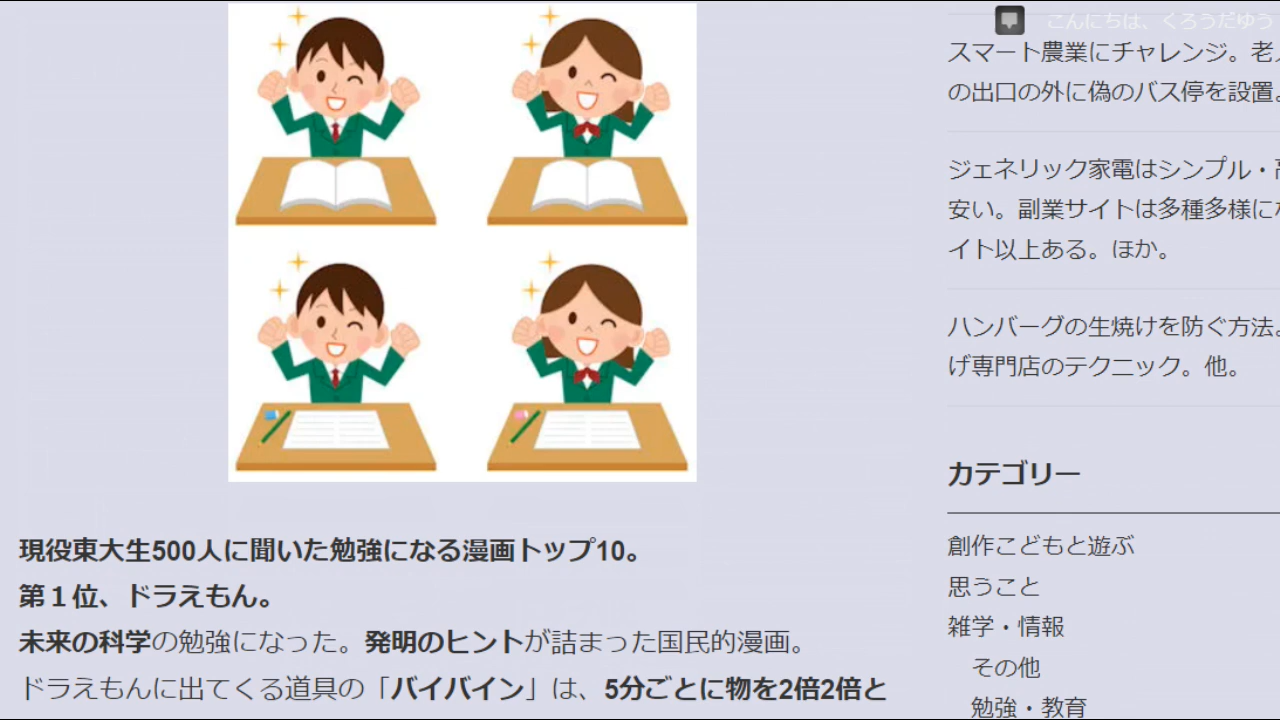 現役東大生500人に聞いた勉強になる漫画トップ10。
第１位、ドラえもん。
未来の科学の勉強になった。発明のヒントが詰まった国民的漫画。
ドラえもんに出てくる道具の「バイバイン」は、5分ごとに物を2倍2倍と
こんにちは、くろうだゆう
スマート農業にチャレンジ。老
の出口の外に偽のバス停を設置。
ジェネリック家電はシンプル・高
安い。副業サイトは多種多様に
イト以上ある。ほか。
ハンバーグの生焼けを防ぐ方法。
げ専門店のテクニック。他。
カテゴリー
創作こどもと遊ぶ
思うこと
雑学・情報
その他
勉強・教育